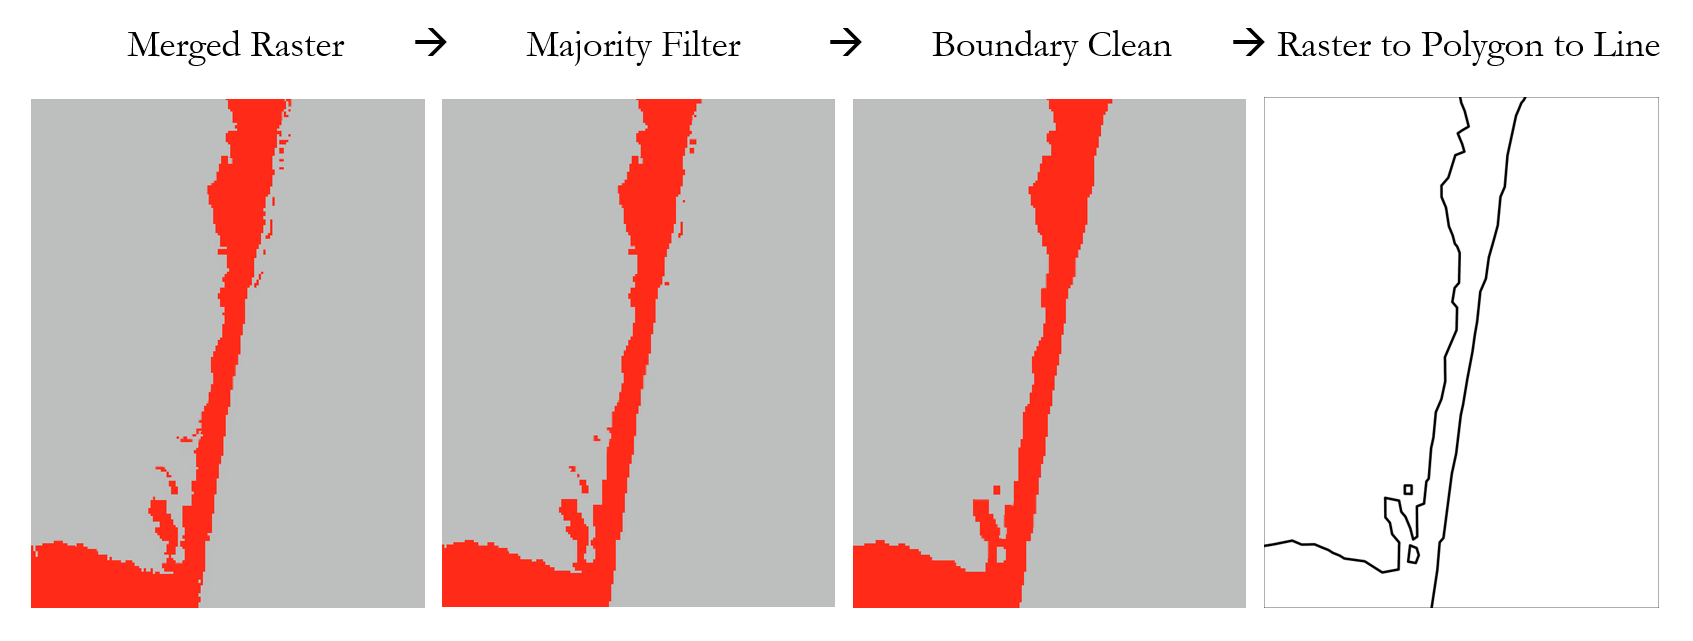 Merged Raster → Majority Filter → Boundary Clean → Raster to Polygon to Line